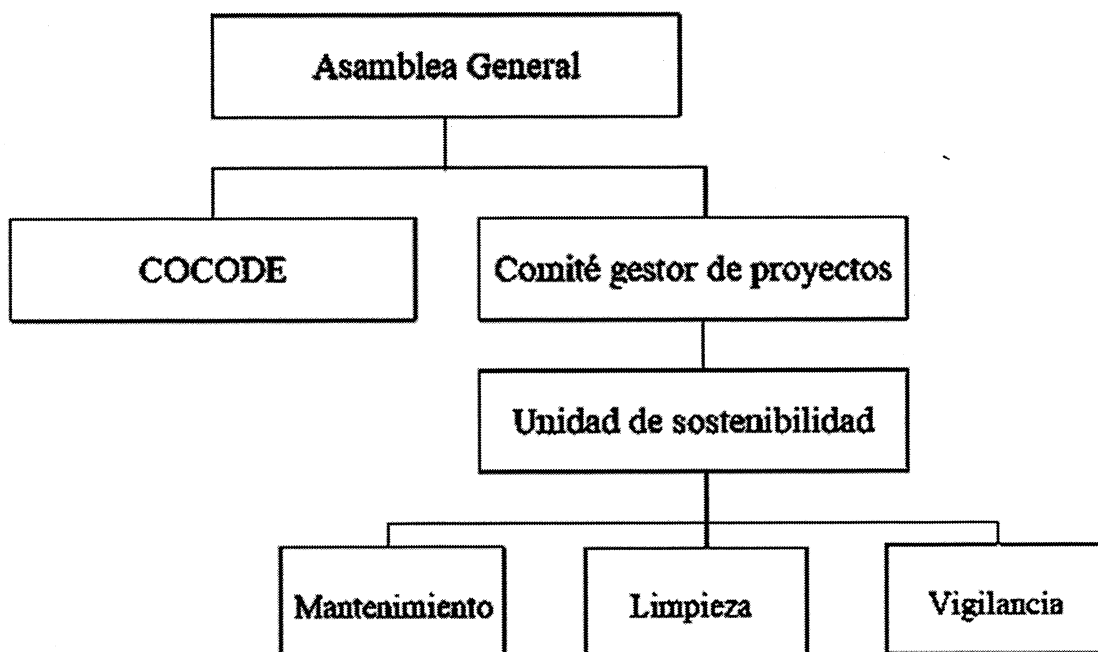 Asamblea General
COCODE
Comité gestor de proyectos
Unidad de sostenibilidad
Mantenimiento
Limpieza
Vigilancia